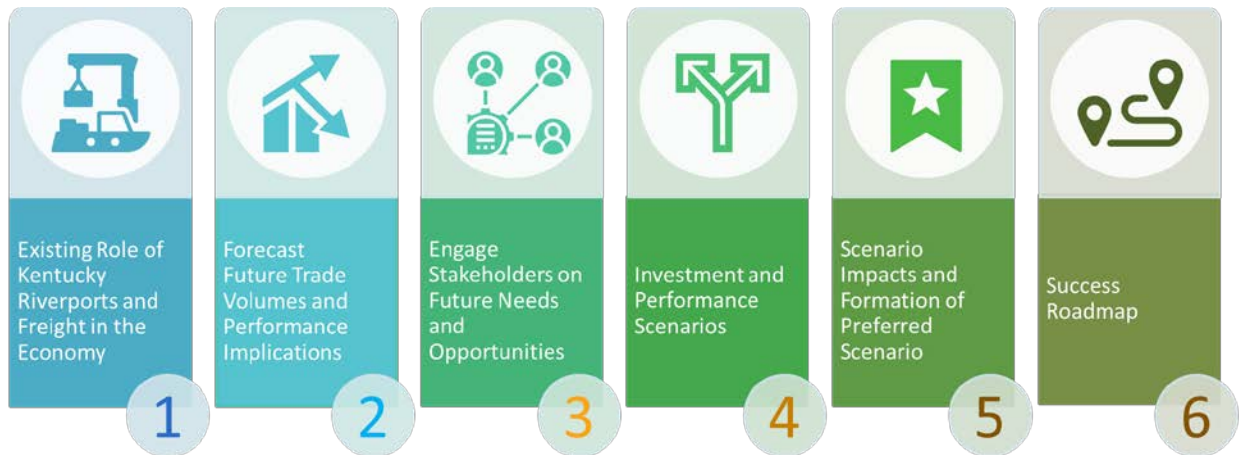 Existing Role of
Kentucky
Riverports and
Freight in the
Economy
1
Forecast
Future Trade
Volumes and
Performance
Implications
2
Engage
Stakeholders on
Future Needs
and
Opportunities
3
Investment and
Performance
Scenarios
4
Scenario
Impacts and
Formation of
Preferred
Scenario
5
Success
Roadmap
6